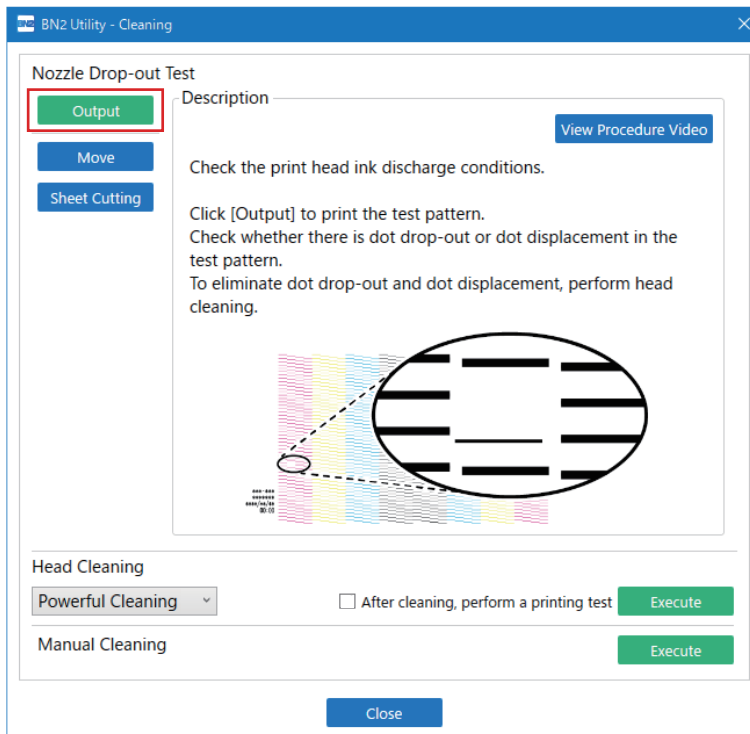 BN2 Utility - Cleaning
Nozzle Drop-out Test
Output
Move
Sheet Cutting
Description
View Procedure Video
Check the print head ink discharge conditions.
Click [Output] to print the test pattern.
Check whether there is dot drop-out or dot displacement in the
test pattern.
To eliminate dot drop-out and dot displacement, perform head
cleaning.
Head Cleaning
Powerful Cleaning
After cleaning, perform a printing test
Execute
Manual Cleaning
Execute
Close